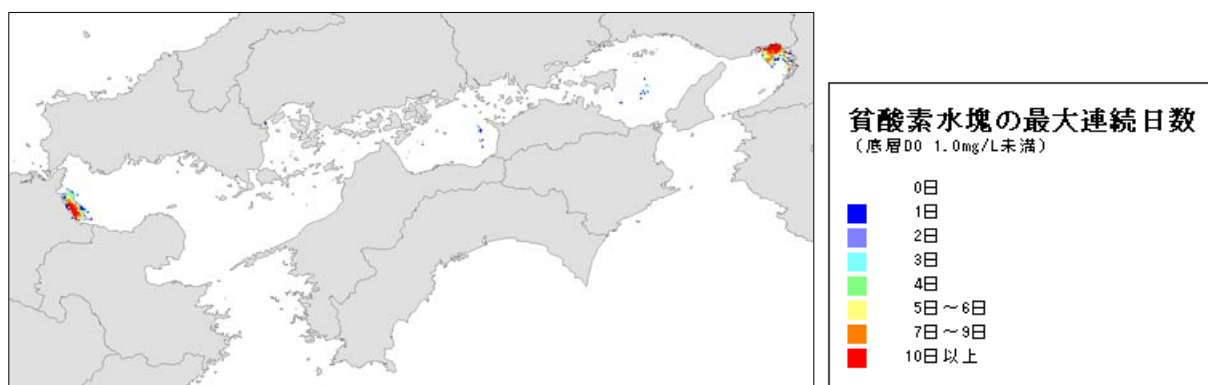 貧酸素水塊の最大連続日数
（底層DO 1.0mg/L未満）
0日
1日
2日
3日
4日
5日～6日
7日～9日
10日以上